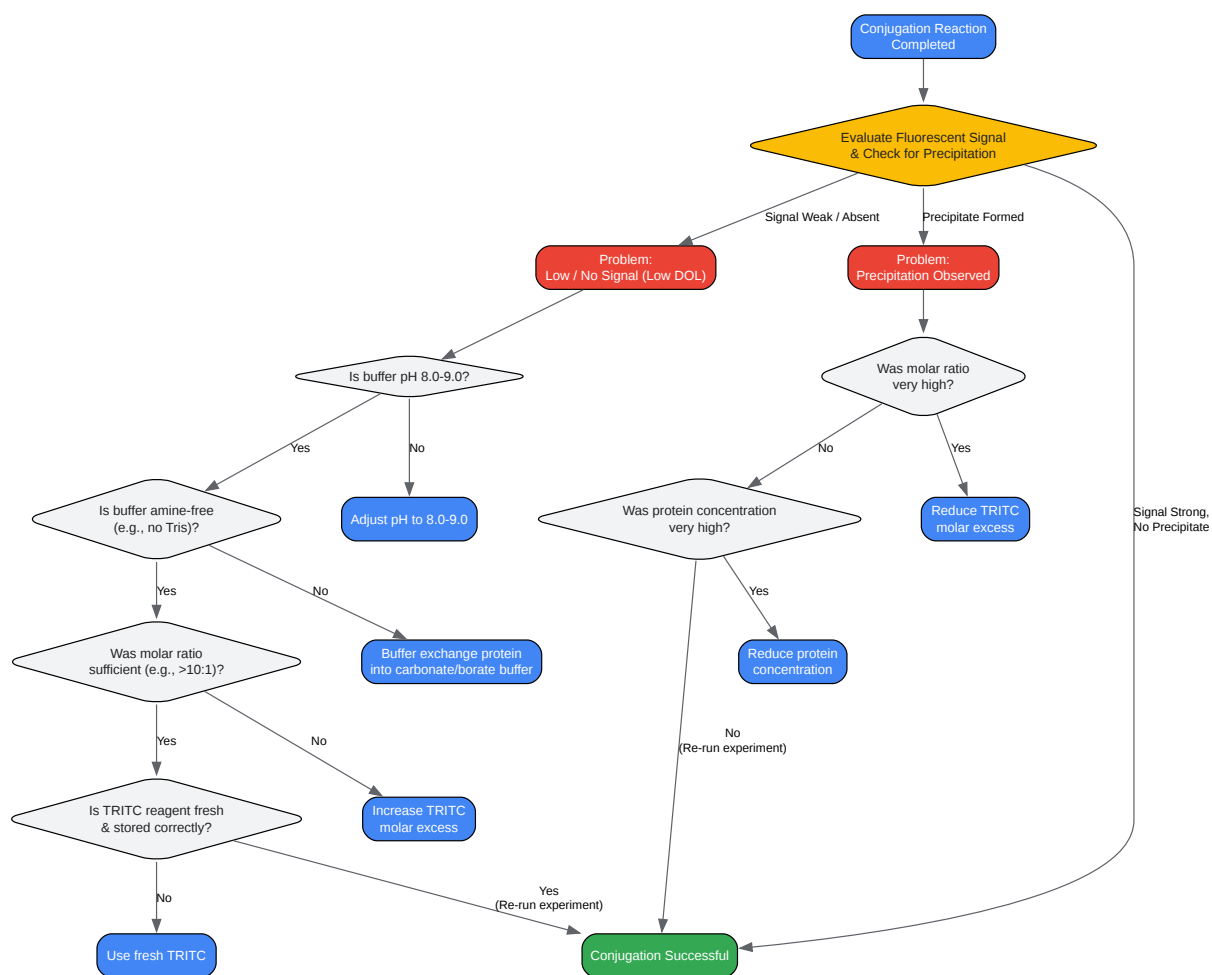 Conjugation Reaction
Completed
Evaluate Fluorescent Signal
& Check for Precipitation
Signal Weak / Absent
Precipitate Formed
Problem:
Low / No Signal (Low DOL)
Problem:
Precipitation Observed
Is buffer pH 8.0-9.0?
Was molar ratio
very high?
Yes
No
No
Yes
Is buffer amine-free
(e.g., no Tris)?
Adjust pH to 8.0-9.0
Was protein concentration
very high?
Reduce TRITC
molar excess
Signal Strong,
No Precipitate
Yes
No
Yes
Was molar ratio
sufficient (e.g., >10:1)?
Buffer exchange protein
into carbonate/borate buffer
Reduce protein
concentration
Yes
No
No
(Re-run experiment)
Is TRITC reagent fresh
& stored correctly?
Increase TRITC
molar excess
No
Yes
(Re-run experiment)
Use fresh TRITC
Conjugation Successful